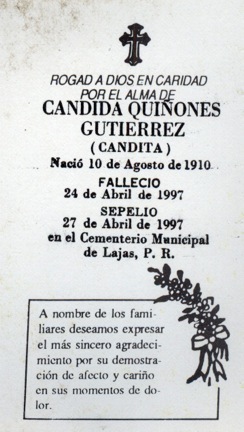 ROGAD A DIOS EN CARIDAD
POR EL ALMA DE
CANDIDA QUIÑONES
GUTIERREZ
(CANDITA)
Nació 10 de Agosto de 1910
FALLECIO
24 de Abril de 1997
SEPELIO
27 de Abril de 1997
en el Cementerio Municipal
de Lajas, P. R.
A nombre de los fami-
liares deseamos expresar
el más sincero agradeci-
miento por su demostra-
ción de afecto y cariño
en sus momentos de do-
lor.